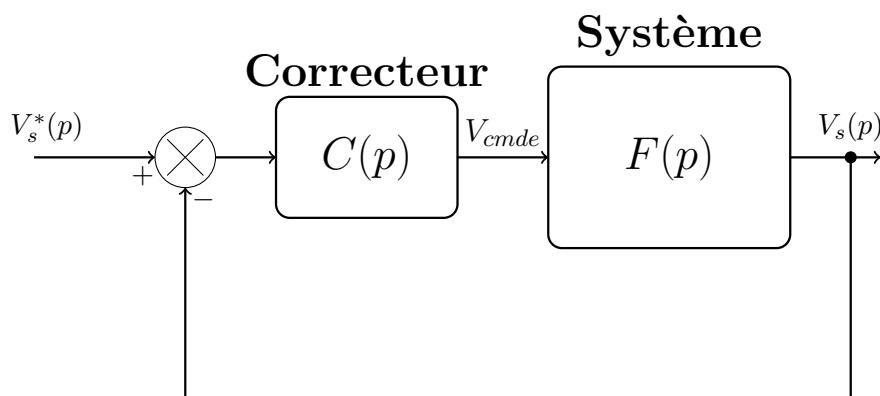 Système
Correcteur
V_s^*(p)
V_{cmde}
V_s(p)
C(p)
F(p)
+
−